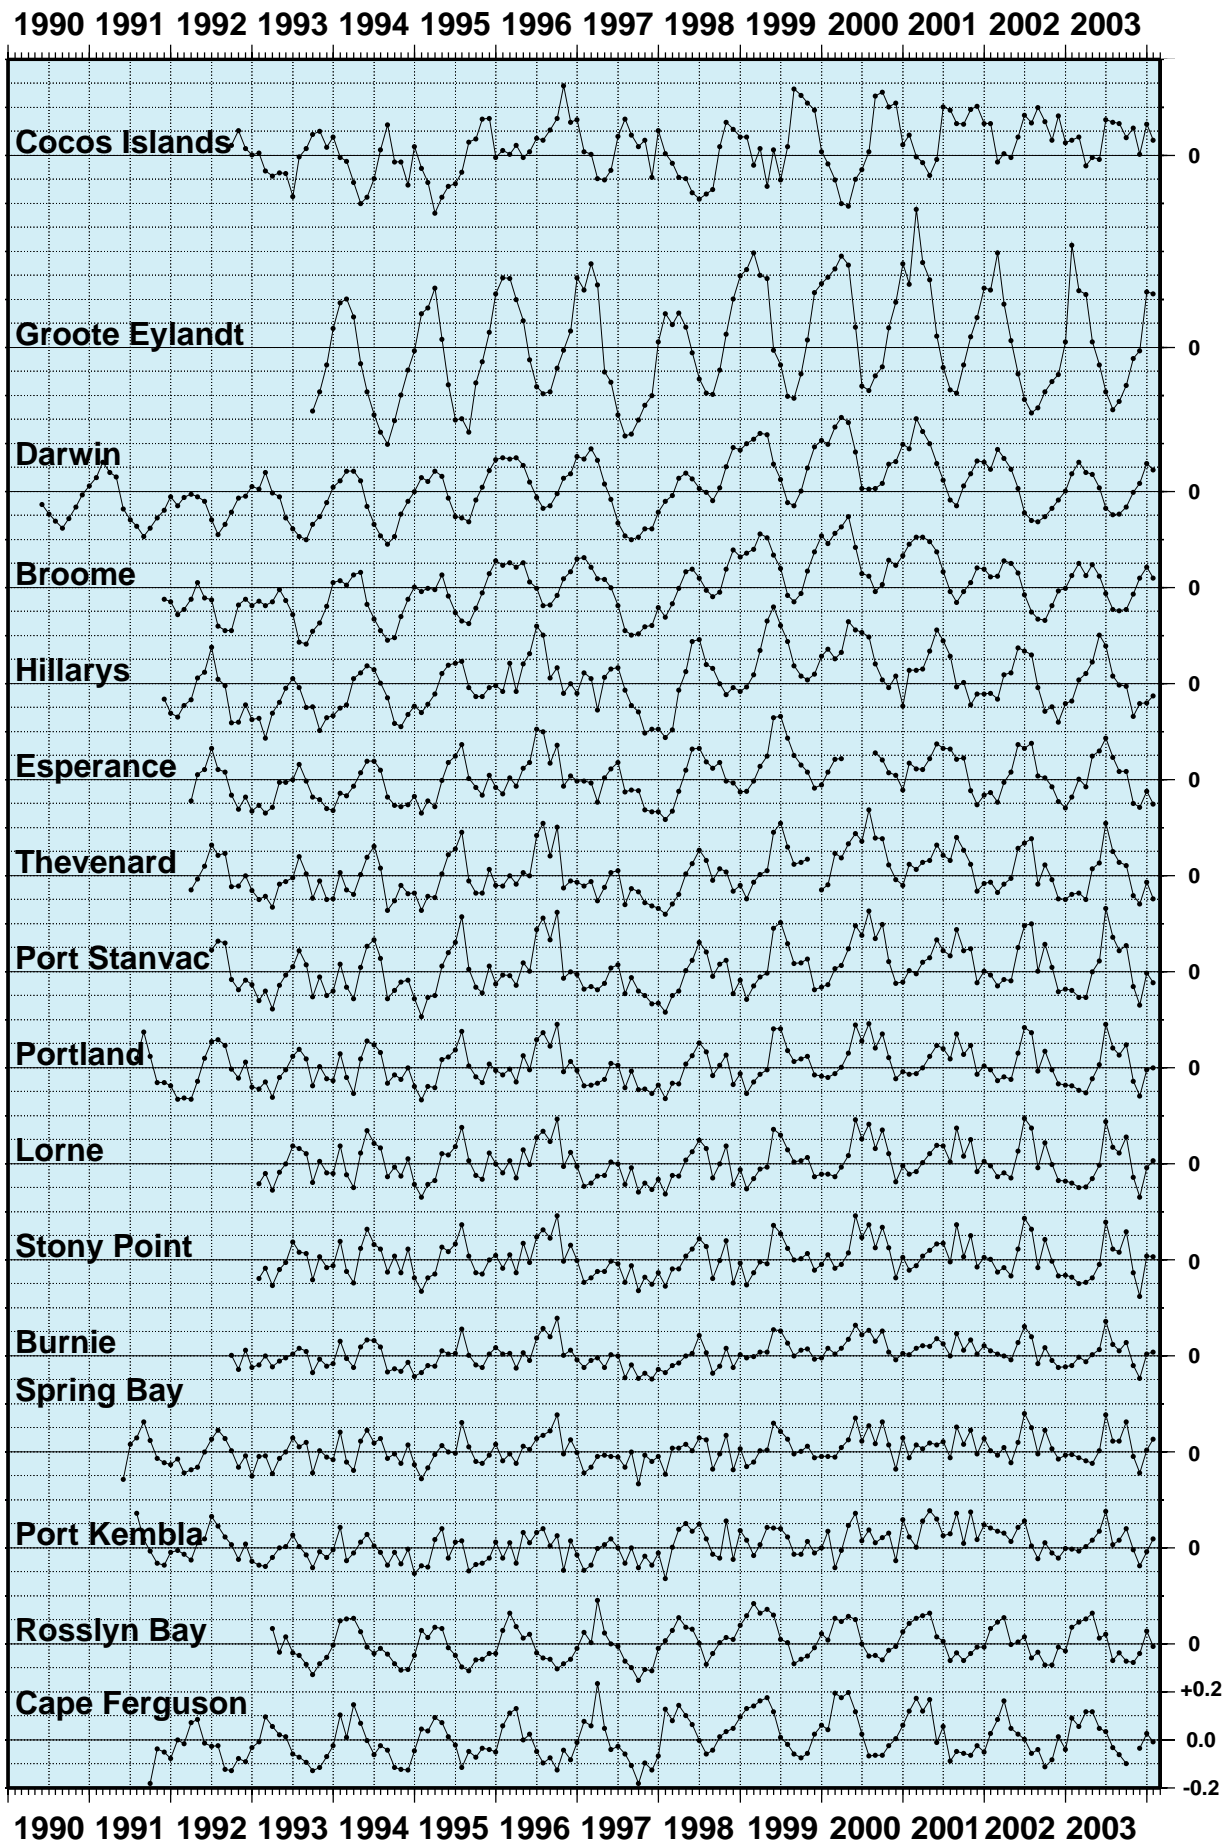 1990 1991 1992 1993 1994 1995 1996 1997 1998 1999 2000 2001 2002 2003
Cocos Islands 0
Groote Eylandt 0
Darwin 0
Broome 0
Hillarys 0
Esperance 0
Thevenard 0
Port Stanvac 0
Portland 0
Lorne 0
Stony Point 0
Burnie 0
Spring Bay
0
Port Kembla 0
Rosslyn Bay 0
+0.2
Cape Ferguson
0.0
-0.2
1990 1991 1992 1993 1994 1995 1996 1997 1998 1999 2000 2001 2002 2003